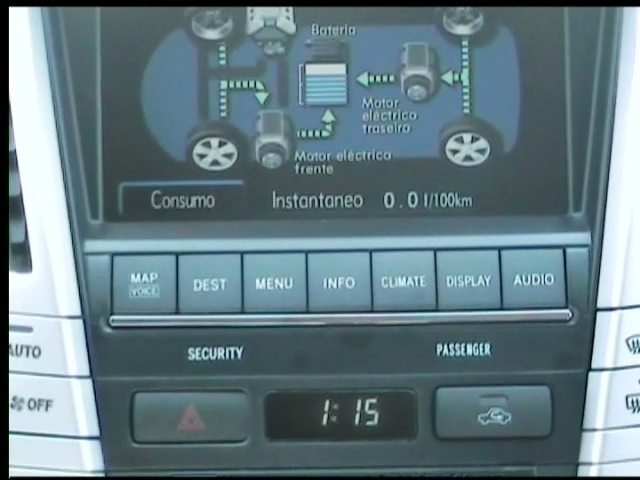 Bateria
Motor
eléctrico
traseiro
Motor eléctrico
frente
Consumo Instantaneo 0.0 l/100km
MAP
VOICE
DEST MENU INFO CLIMATE DISPLAY AUDIO
SECURITY PASSENGER
AUTO
OFF
1:15